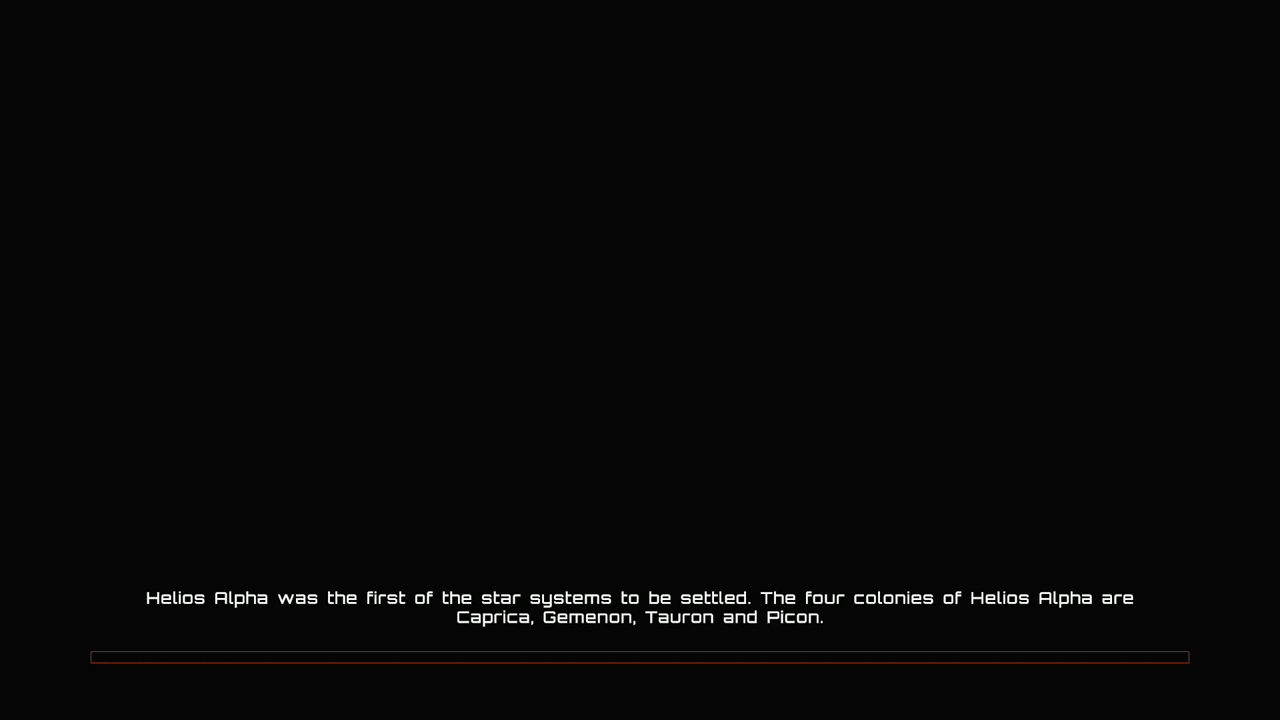 Helios Alpha was the first of the star systems to be settled. The four colonies of Helios Alpha are
Caprica, Gemenon, Tauron and Picon.